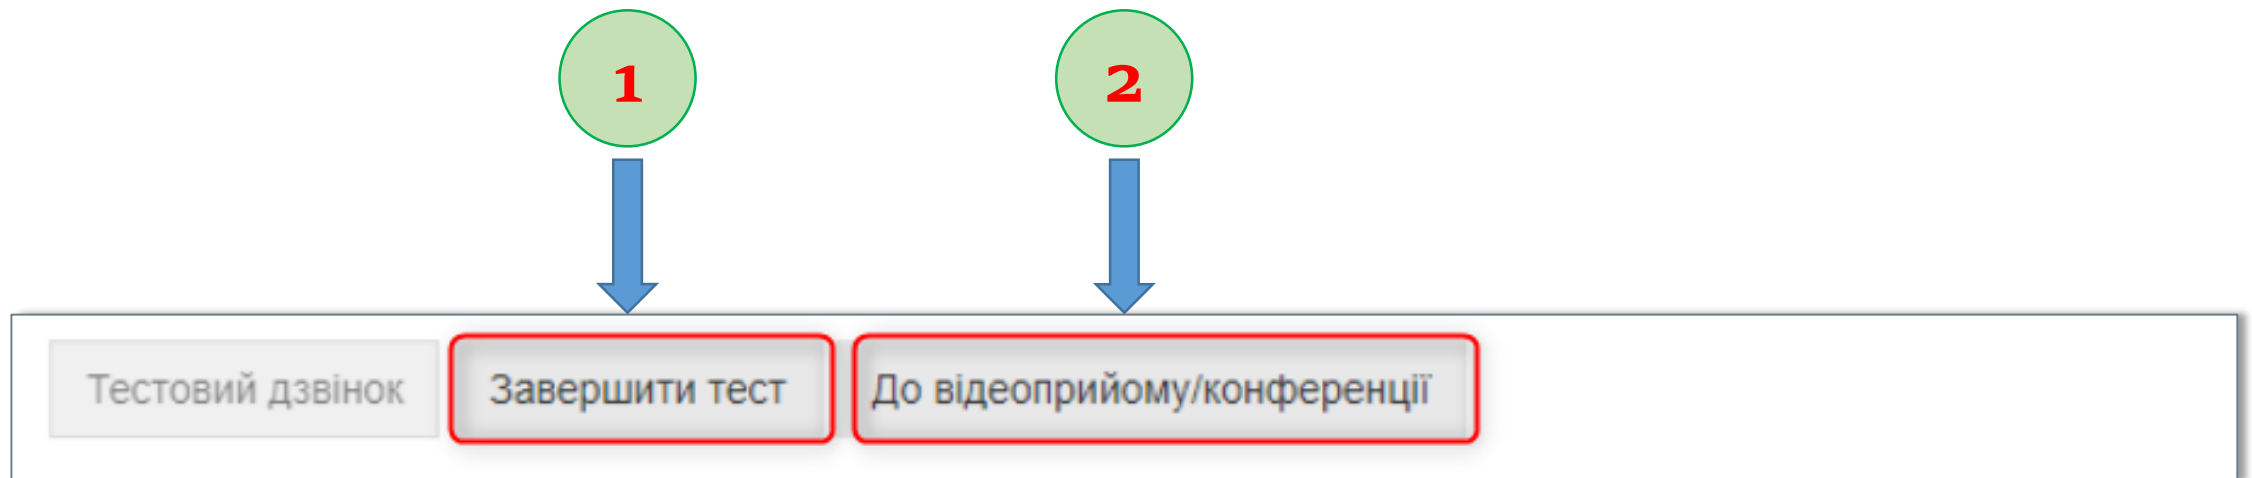 1 2
Тестовий дзвінок Завершити тест До відеоприйому/конференції